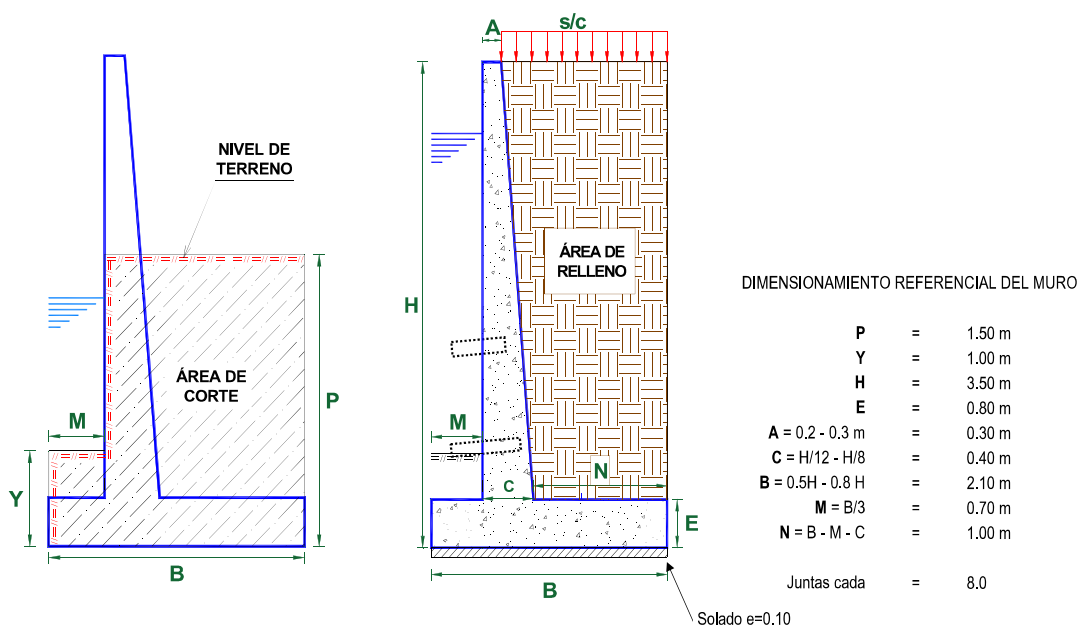 NIVEL DE
TERRENO
ÁREA DE
CORTE
M
Y
P
B
A
s/c
H
ÁREA DE
RELLENO
M
N
C
E
B
Solado e=0.10
DIMENSIONAMIENTO REFERENCIAL DEL MURO
P = 1.50 m
Y = 1.00 m
H = 3.50 m
E = 0.80 m
A = 0.2 - 0.3 m = 0.30 m
C = H/12 - H/8 = 0.40 m
B = 0.5H - 0.8 H = 2.10 m
M = B/3 = 0.70 m
N = B - M - C = 1.00 m
Juntas cada = 8.0